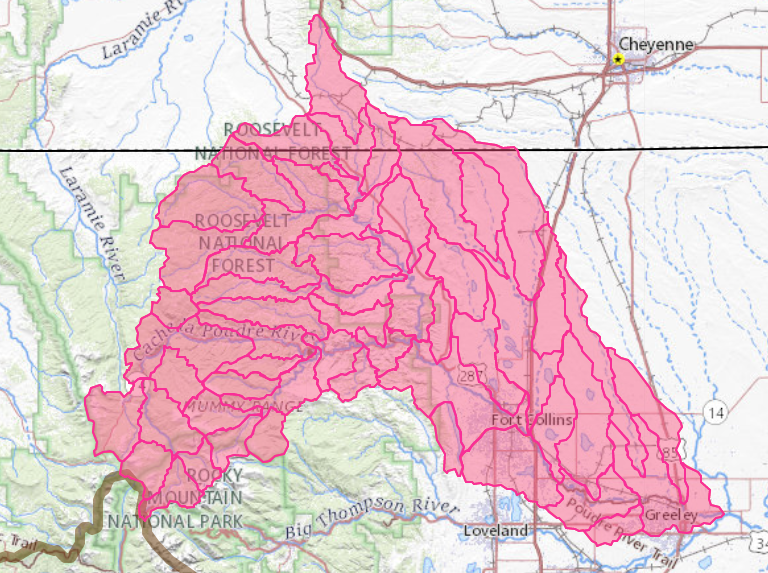 Laramie Ri
Cheyenne
ROOSEVELT
NATIONAL FOREST
Laramie River
ROOSEVELT
NATIONAL
FOREST
Cache la Poudre River
287
MUMMY RANGE
14
Fort Collins
85
ROCKY
MOUNTAIN
NATIONAL PARK
Big Thompson River
Loveland
Poudre River Trail
Greeley
Trail
34